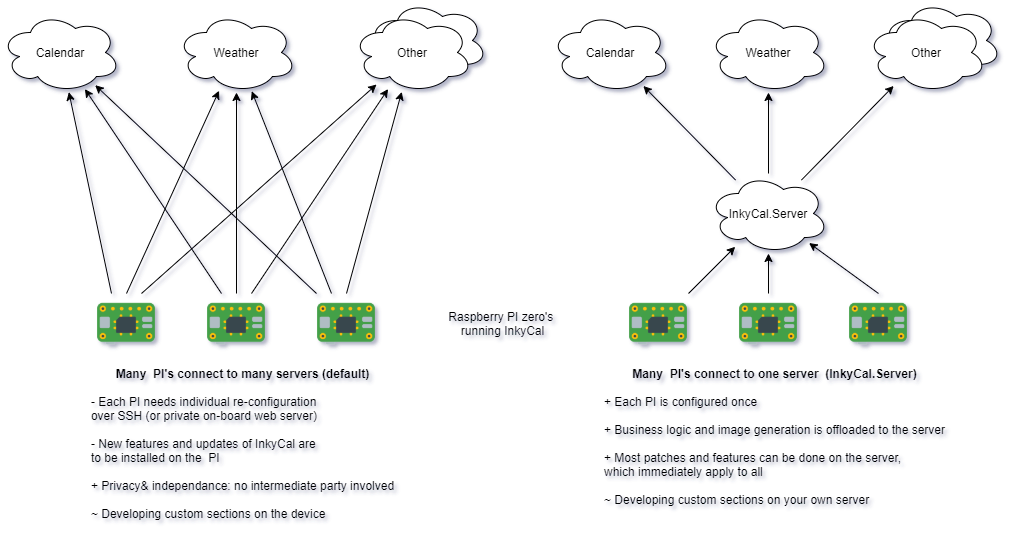 Calendar
Weather
Other
Calendar
Weather
Other
InkyCal.Server
Raspberry PI zero's
running InkyCal
Many PI's connect to many servers (default)
- Each PI needs individual re-configuration
over SSH (or private on-board web server)
- New features and updates of InkyCal are
to be installed on the PI
+ Privacy& independance: no intermediate party involved
~ Developing custom sections on the device
Many PI's connect to one server (InkyCal.Server)
+ Each PI is configured once
+ Business logic and image generation is offloaded to the server
+ Most patches and features can be done on the server,
which immediately apply to all
~ Developing custom sections on your own server